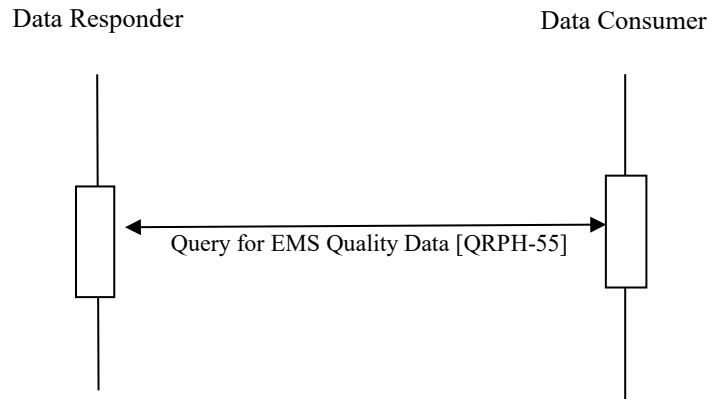 Data Responder
Data Consumer
Query for EMS Quality Data [QRPH-55]